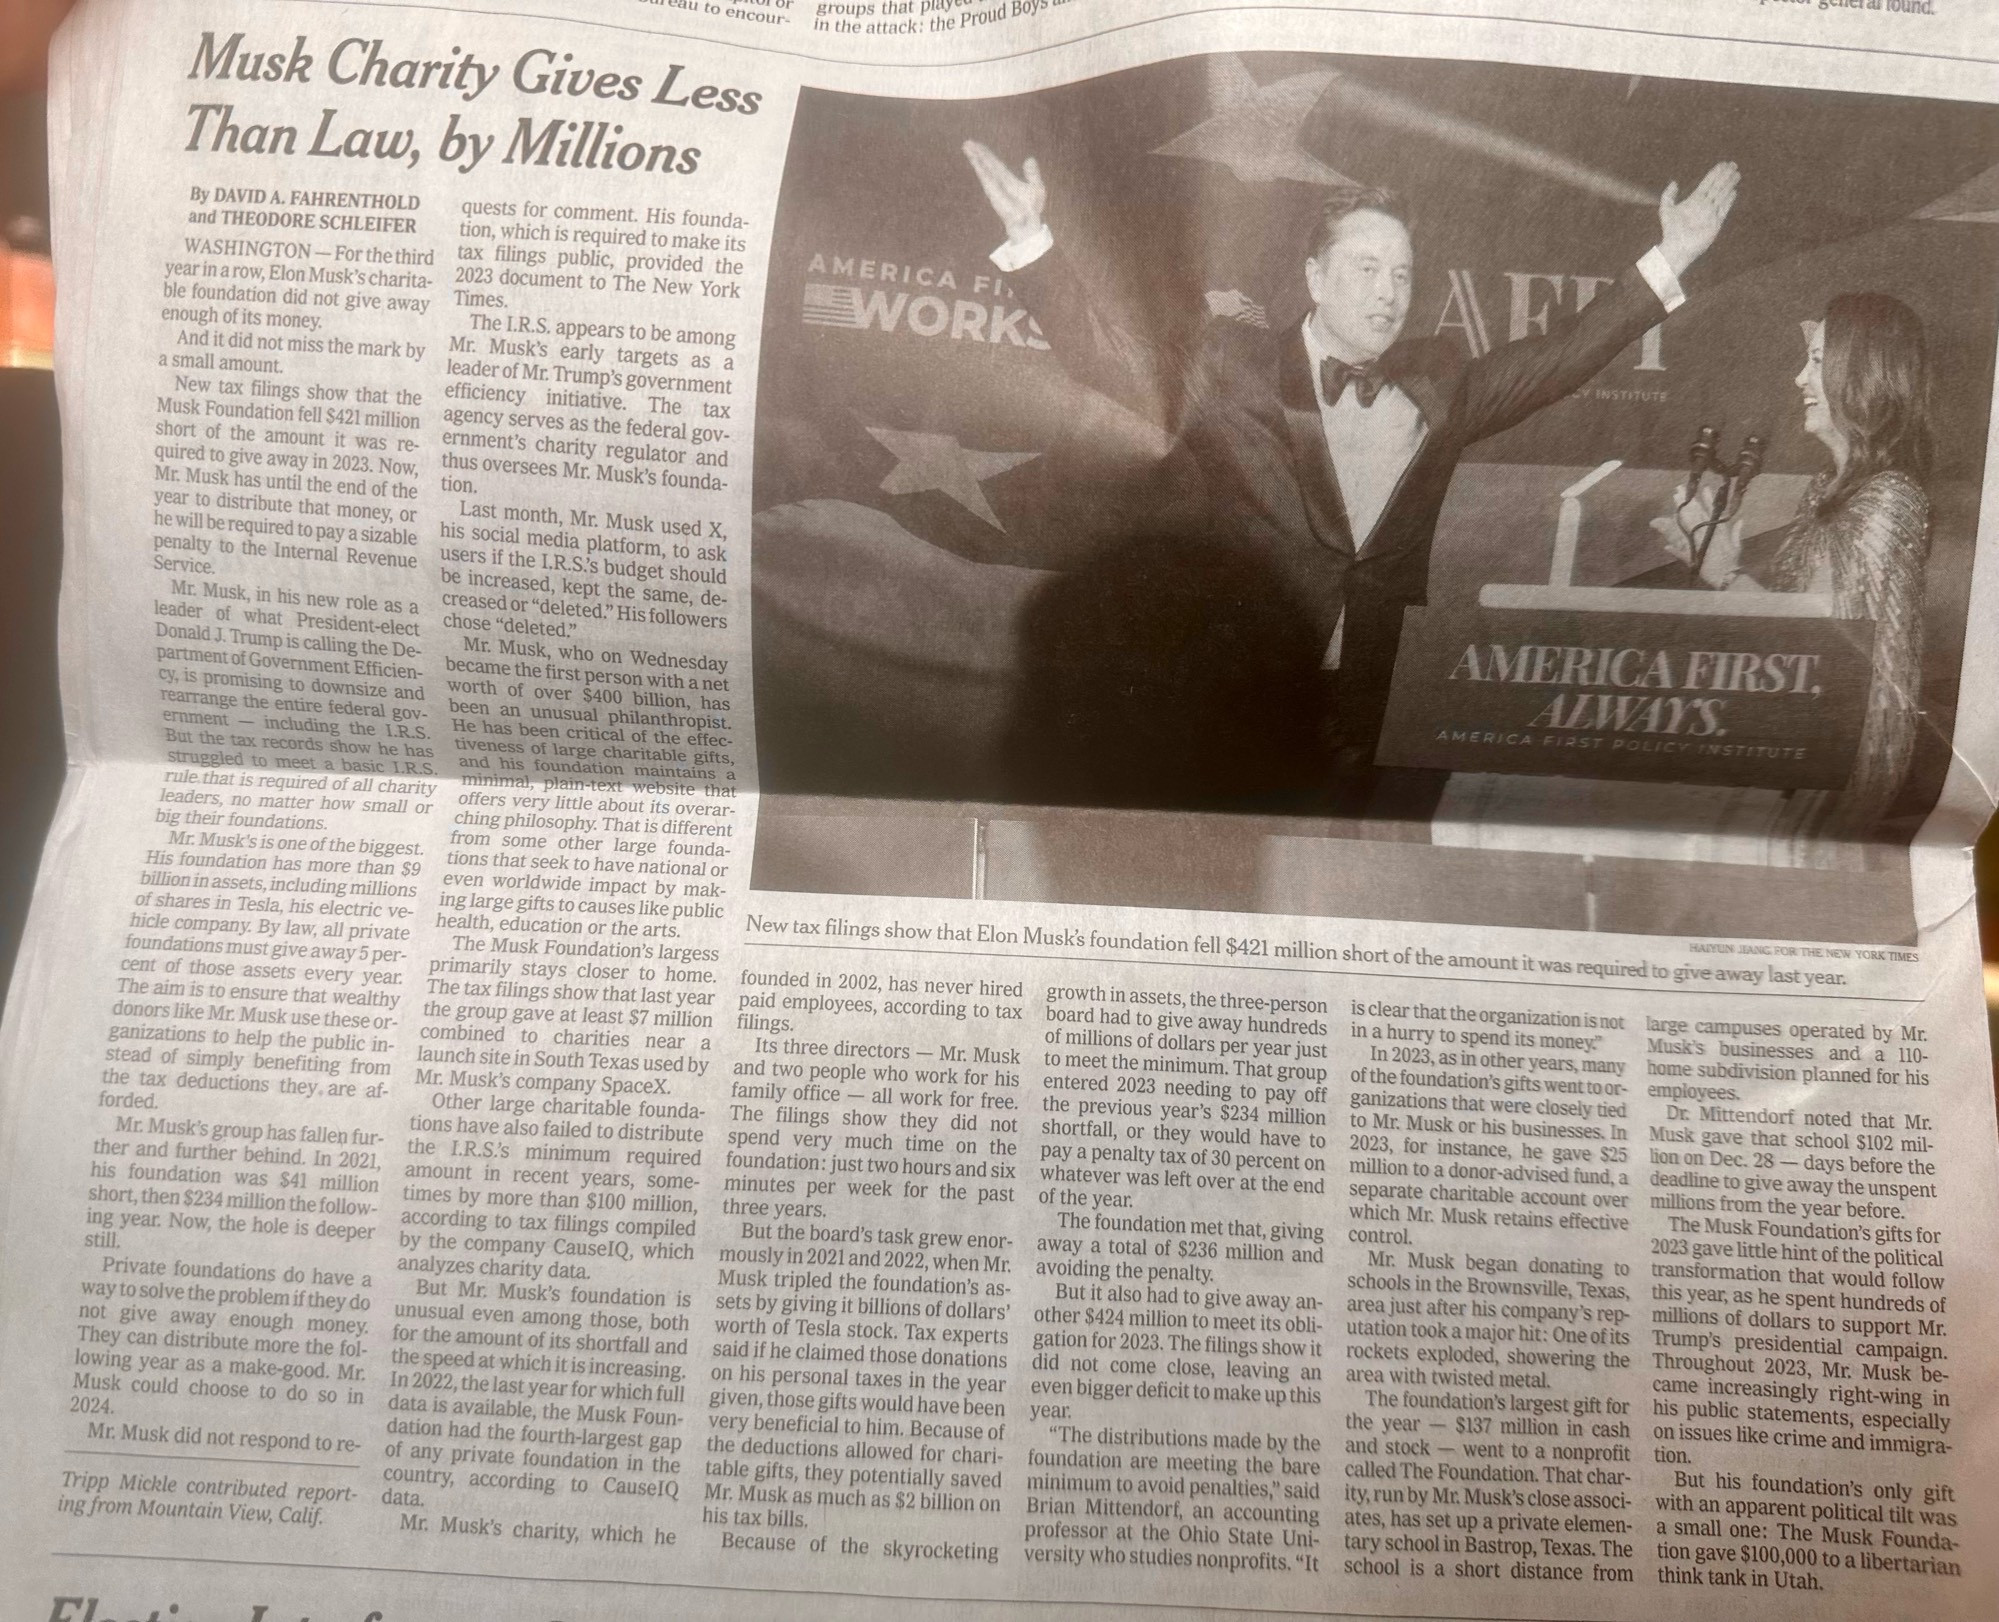 eau to encour-
groups that played
in the attack: the Proud Boys
general found.
Musk Charity Gives Less
Than Law, by Millions
By DAVID A. FAHRENTHOLD
and THEODORE SCHLEIFER
WASHINGTON — For the third
year in a row, Elon Musk's charita-
ble foundation did not give away
enough of its money.
And it did not miss the mark by
a small amount.
New tax filings show that the
Musk Foundation fell $421 million
short of the amount it was re-
quired to give away in 2023. Now,
Mr. Musk has until the end of the
year to distribute that money, or
he will be required to pay a sizable
penalty to the Internal Revenue
Service.
Mr. Musk, in his new role as a
leader of what President-elect
Donald J. Trump is calling the De-
partment of Government Efficien-
cy, is promising to downsize and
rearrange the entire federal gov-
ernment — including the I.R.S.
But the tax records show he has
struggled to meet a basic I.R.S.
rule that is required of all charity
leaders, no matter how small or
big their foundations.
Mr. Musk's is one of the biggest.
His foundation has more than $9
billion in assets, including millions
of shares in Tesla, his electric ve-
hicle company. By law, all private
foundations must give away 5 per-
cent of those assets every year.
The aim is to ensure that wealthy
donors like Mr. Musk use these or-
ganizations to help the public in-
stead of simply benefiting from
the tax deductions they are af-
forded.
Mr. Musk's group has fallen fur-
ther and further behind. In 2021,
his foundation was $41 million
short, then $234 million the follow-
ing year. Now, the hole is deeper
still.
Private foundations do have a
way to solve the problem if they do
not give away enough money.
They can distribute more the fol-
lowing year as a make-good. Mr.
Musk could choose to do so in
2024.
Mr. Musk did not respond to re-
Tripp Mickle contributed report-
ing from Mountain View, Calif.
quests for comment. His founda-
tion, which is required to make its
tax filings public, provided the
2023 document to The New York
Times.
The I.R.S. appears to be among
Mr. Musk's early targets as a
leader of Mr. Trump's government
efficiency initiative. The tax
agency serves as the federal gov-
ernment's charity regulator and
thus oversees Mr. Musk's founda-
tion.
Last month, Mr. Musk used X,
his social media platform, to ask
users if the I.R.S.'s budget should
be increased, kept the same, de-
creased or “deleted.” His followers
chose “deleted.”
Mr. Musk, who on Wednesday
became the first person with a net
worth of over $400 billion, has
been an unusual philanthropist.
He has been critical of the effec-
tiveness of large charitable gifts,
and his foundation maintains a
minimal, plain-text website that
offers very little about its overar-
ching philosophy. That is different
from some other large founda-
tions that seek to have national or
even worldwide impact by mak-
ing large gifts to causes like public
health, education or the arts.
The Musk Foundation's largess
primarily stays closer to home.
The tax filings show that last year
the group gave at least $7 million
combined to charities near a
launch site in South Texas used by
Mr. Musk's company SpaceX.
Other large charitable founda-
tions have also failed to distribute
the I.R.S.'s minimum required
amount in recent years, some-
times by more than $100 million,
according to tax filings compiled
by the company CauseIQ, which
analyzes charity data.
But Mr. Musk's foundation is
unusual even among those, both
for the amount of its shortfall and
the speed at which it is increasing.
In 2022, the last year for which full
data is available, the Musk Foun-
dation had the fourth-largest gap
of any private foundation in the
country, according to CauseIQ
data.
Mr. Musk's charity, which he
AMERICA FI
WORKS
AFPI
CY INSTITUTE
AMERICA FIRST,
ALWAYS.
AMERICA FIRST POLICY INSTITUTE
HAIYUN JIANG FOR THE NEW YORK TIMES
New tax filings show that Elon Musk's foundation fell $421 million short of the amount it was required to give away last year.
founded in 2002, has never hired
paid employees, according to tax
filings.
Its three directors — Mr. Musk
and two people who work for his
family office — all work for free.
The filings show they did not
spend very much time on the
foundation: just two hours and six
minutes per week for the past
three years.
But the board's task grew enor-
mously in 2021 and 2022, when Mr.
Musk tripled the foundation's as-
sets by giving it billions of dollars'
worth of Tesla stock. Tax experts
said if he claimed those donations
on his personal taxes in the year
given, those gifts would have been
very beneficial to him. Because of
the deductions allowed for chari-
table gifts, they potentially saved
Mr. Musk as much as $2 billion on
his tax bills.
Because of the skyrocketing
growth in assets, the three-person
board had to give away hundreds
of millions of dollars per year just
to meet the minimum. That group
entered 2023 needing to pay off
the previous year's $234 million
shortfall, or they would have to
pay a penalty tax of 30 percent on
whatever was left over at the end
of the year.
The foundation met that, giving
away a total of $236 million and
avoiding the penalty.
But it also had to give away an-
other $424 million to meet its obli-
gation for 2023. The filings show it
did not come close, leaving an
even bigger deficit to make up this
year.
“The distributions made by the
foundation are meeting the bare
minimum to avoid penalties,” said
Brian Mittendorf, an accounting
professor at the Ohio State Uni-
versity who studies nonprofits. “It
is clear that the organization is not
in a hurry to spend its money.”
In 2023, as in other years, many
of the foundation's gifts went to or-
ganizations that were closely tied
to Mr. Musk or his businesses. In
2023, for instance, he gave $25
million to a donor-advised fund, a
separate charitable account over
which Mr. Musk retains effective
control.
Mr. Musk began donating to
schools in the Brownsville, Texas,
area just after his company's rep-
utation took a major hit: One of its
rockets exploded, showering the
area with twisted metal.
The foundation's largest gift for
the year — $137 million in cash
and stock — went to a nonprofit
called The Foundation. That char-
ity, run by Mr. Musk's close associ-
ates, has set up a private elemen-
tary school in Bastrop, Texas. The
school is a short distance from
large campuses operated by Mr.
Musk's businesses and a 110-
home subdivision planned for his
employees.
Dr. Mittendorf noted that Mr.
Musk gave that school $102 mil-
lion on Dec. 28 — days before the
deadline to give away the unspent
millions from the year before.
The Musk Foundation's gifts for
2023 gave little hint of the political
transformation that would follow
this year, as he spent hundreds of
millions of dollars to support Mr.
Trump's presidential campaign.
Throughout 2023, Mr. Musk be-
came increasingly right-wing in
his public statements, especially
on issues like crime and immigra-
tion.
But his foundation's only gift
with an apparent political tilt was
a small one: The Musk Founda-
tion gave $100,000 to a libertarian
think tank in Utah.